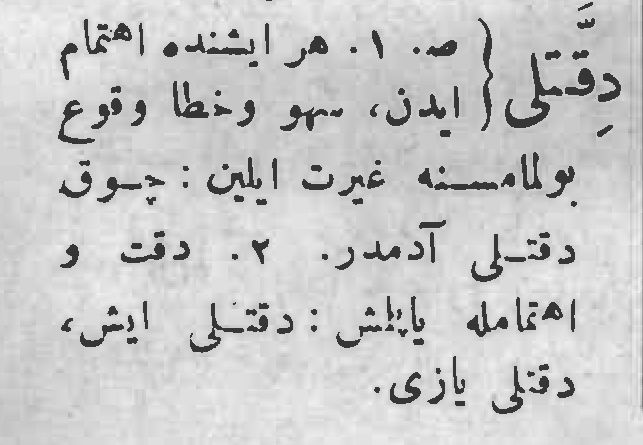 دِقَّتلی { ص. ۱. هر ایشنده اهتمام
ایدن، سهو وخطا وقوع
بولمامسنه غیرت ایلین : چوق
دقتلی آدمدر. ۲. دقت و
اهتمامله یاپلش : دقتلی ایش،
دقتلی یازی.